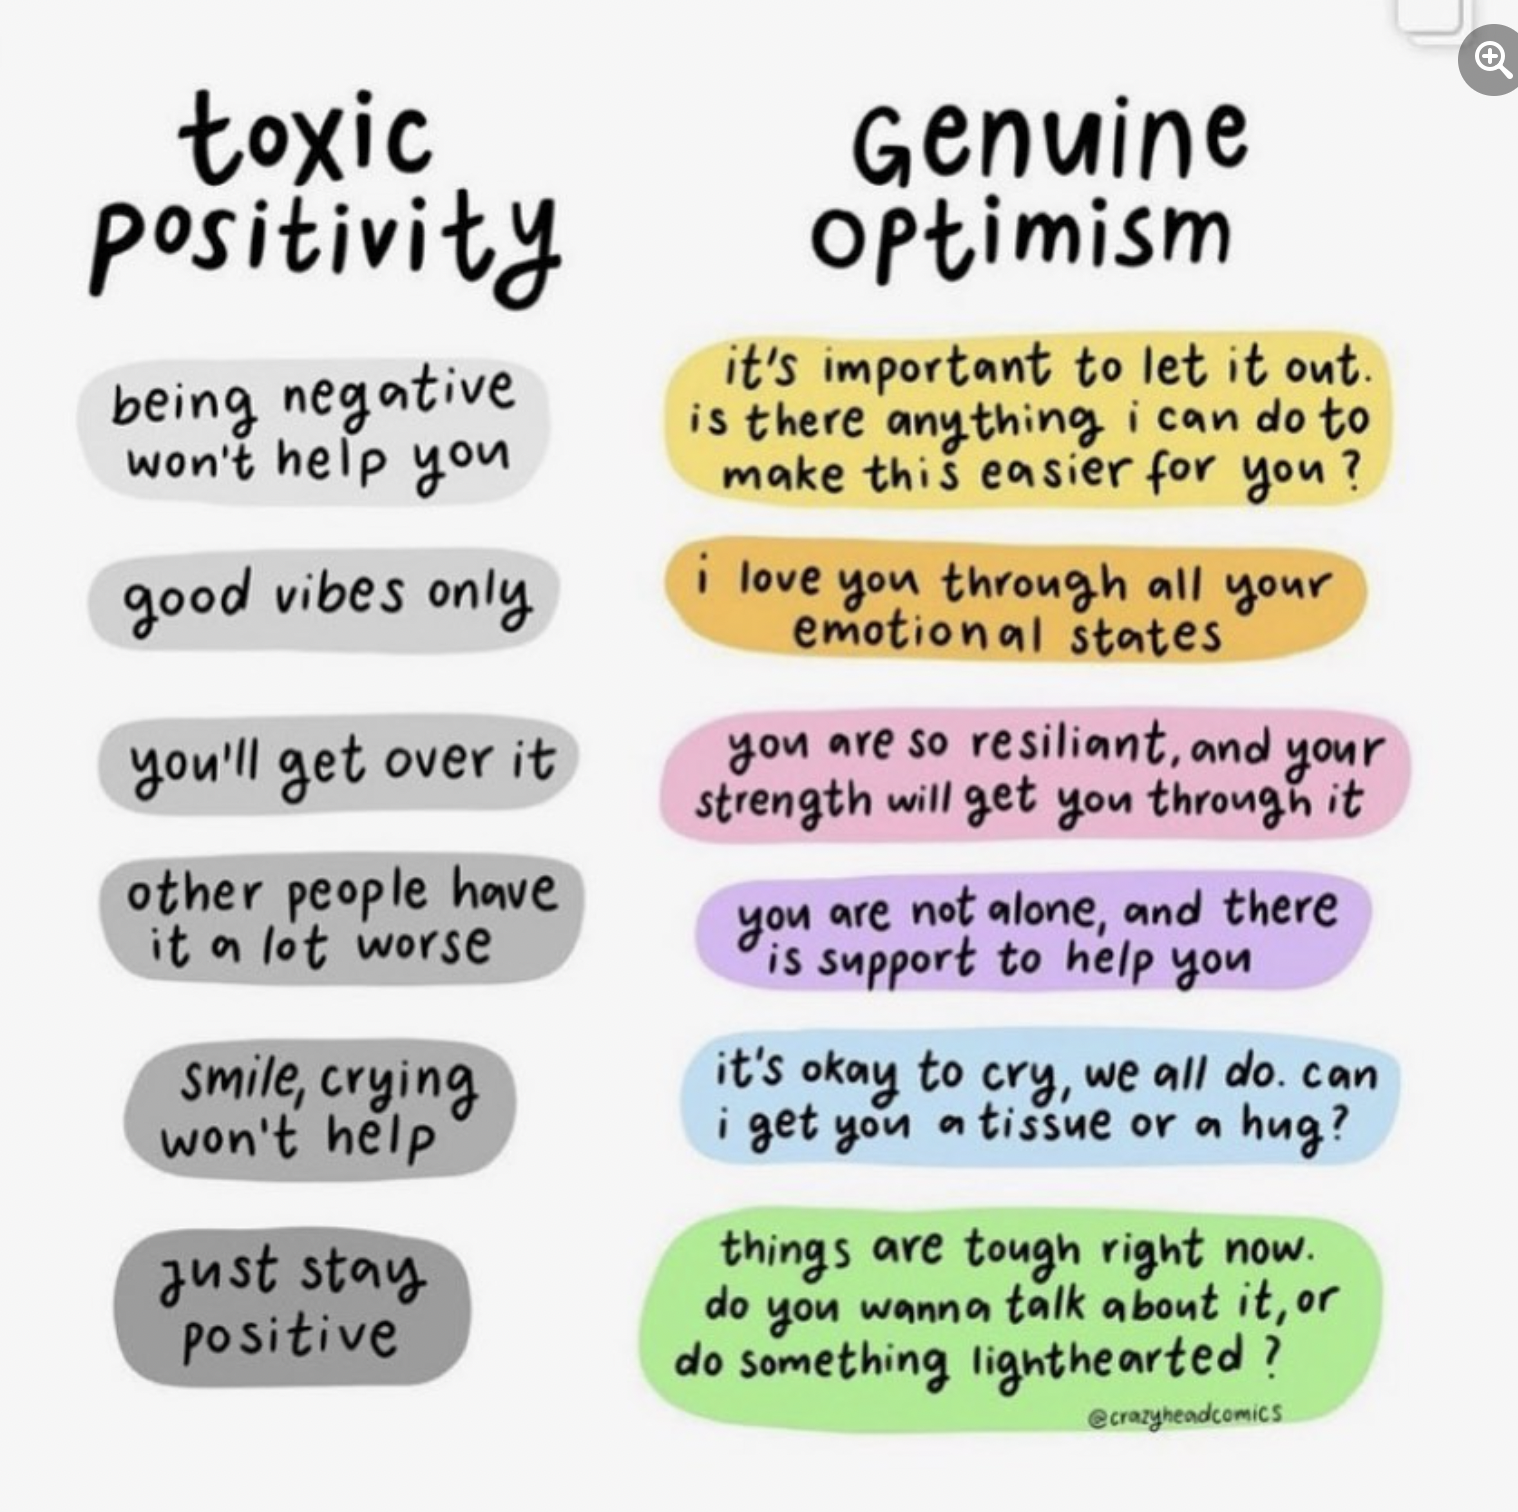 toxic
positivity
being negative
won't help you
good vibes only
you'll get over it
other people have
it a lot worse
smile, crying
won't help
just stay
positive
Genuine
optimism
it's important to let it out.
is there anything i can do to
make this easier for you?
i love you through all your
emotional states
you are so resiliant, and your
strength will get you through it
you are not alone, and there
is support to help you
it's okay to cry, we all do. can
i get you a tissue or a hug?
things are tough right now.
do you wanna talk about it, or
do something lighthearted?
@crazyheadcomics